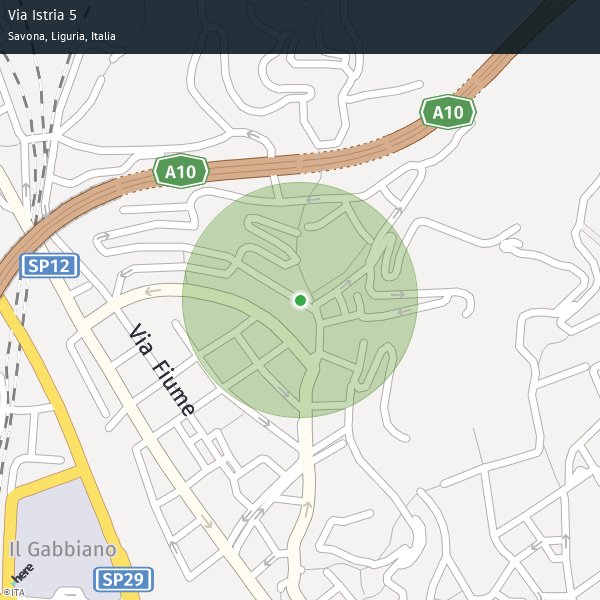 Via Istria 5
Savona, Liguria, Italia
A10
A10
SP12
Via Fiume
Il Gabbiano
here
SP29
©ITA